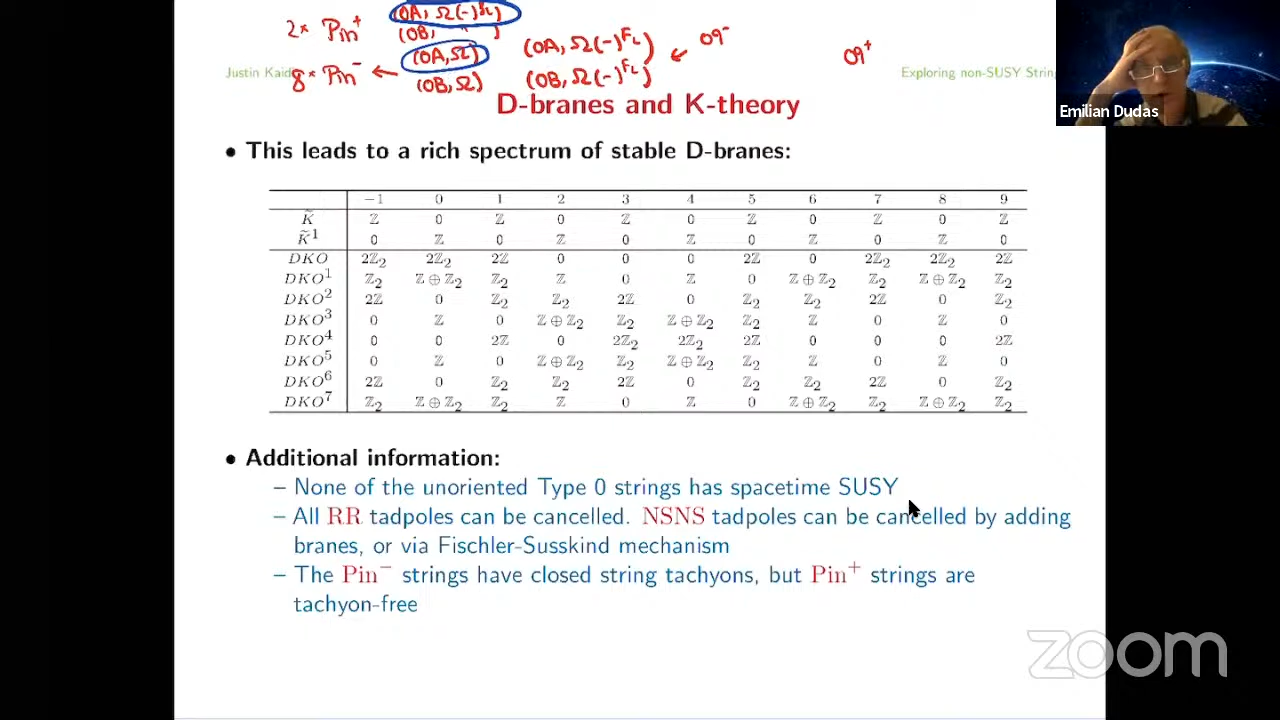 2x Pin⁺ (0A, Ω(-)^{F_L})
(0B, )
(0A, Ω(-)^{F_L}) ← O9⁻ O9⁺
8x Pin⁻ ← (0A, Ω)
(0B, Ω) (0B, Ω(-)^{F_L})
Justin Kaid Exploring non-SUSY String
Emilian Dudas
D-branes and K-theory
• This leads to a rich spectrum of stable D-branes:
−1 0 1 2 3 4 5 6 7 8 9
K̃ ℤ 0 ℤ 0 ℤ 0 ℤ 0 ℤ 0 ℤ
K̃¹ 0 ℤ 0 ℤ 0 ℤ 0 ℤ 0 ℤ 0
DKO 2ℤ₂ 2ℤ₂ 2ℤ 0 0 0 2ℤ 0 2ℤ₂ 2ℤ₂ 2ℤ
DKO¹ ℤ₂ ℤ ⊕ ℤ₂ ℤ₂ ℤ 0 ℤ 0 ℤ ⊕ ℤ₂ ℤ₂ ℤ ⊕ ℤ₂ ℤ₂
DKO² 2ℤ 0 ℤ₂ ℤ₂ 2ℤ 0 ℤ₂ ℤ₂ 2ℤ 0 ℤ₂
DKO³ 0 ℤ 0 ℤ ⊕ ℤ₂ ℤ₂ ℤ ⊕ ℤ₂ ℤ₂ ℤ 0 ℤ 0
DKO⁴ 0 0 2ℤ 0 2ℤ₂ 2ℤ₂ 2ℤ 0 0 0 2ℤ
DKO⁵ 0 ℤ 0 ℤ ⊕ ℤ₂ ℤ₂ ℤ ⊕ ℤ₂ ℤ₂ ℤ 0 ℤ 0
DKO⁶ 2ℤ 0 ℤ₂ ℤ₂ 2ℤ 0 ℤ₂ ℤ₂ 2ℤ 0 ℤ₂
DKO⁷ ℤ₂ ℤ ⊕ ℤ₂ ℤ₂ ℤ 0 ℤ 0 ℤ ⊕ ℤ₂ ℤ₂ ℤ ⊕ ℤ₂ ℤ₂
• Additional information:
– None of the unoriented Type 0 strings has spacetime SUSY
– All RR tadpoles can be cancelled. NSNS tadpoles can be cancelled by adding
branes, or via Fischler-Susskind mechanism
– The Pin⁻ strings have closed string tachyons, but Pin⁺ strings are
tachyon-free
zoom